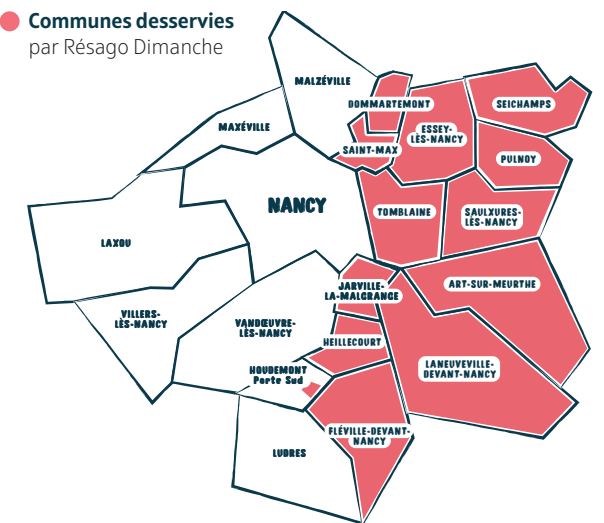 Communes desservies
par Résago Dimanche
MALZÉVILLE
DOMMARTEMONT
SEICHAMPS
MAXÉVILLE
ESSEY-
LÈS-NANCY
SAINT-MAX
PULNOY
NANCY
TOMBLAINE
SAULXURES-
LÈS-NANCY
LAXOU
ART-SUR-MEURTHE
JARVILLE-
LA-MALGRANGE
VILLERS-
LÈS-NANCY
VANDŒUVRE-
LÈS-NANCY
HEILLECOURT
LANEUVEVILLE-
DEVANT-NANCY
HOUDEMONT
Porte Sud
FLÉVILLE-DEVANT-
NANCY
LUDRES